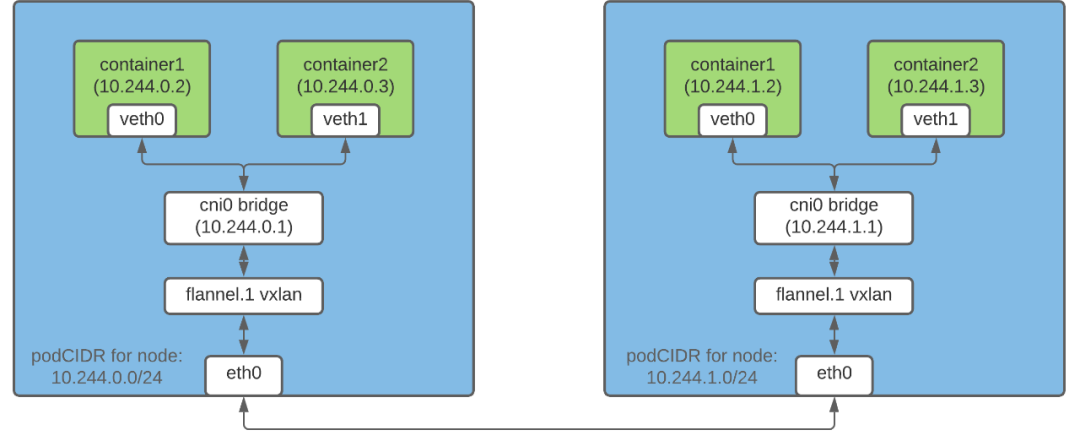 container1
(10.244.0.2)
veth0
container2
(10.244.0.3)
veth1
cni0 bridge
(10.244.0.1)
flannel.1 vxlan
podCIDR for node:
10.244.0.0/24
eth0
container1
(10.244.1.2)
veth0
container2
(10.244.1.3)
veth1
cni0 bridge
(10.244.1.1)
flannel.1 vxlan
podCIDR for node:
10.244.1.0/24
eth0